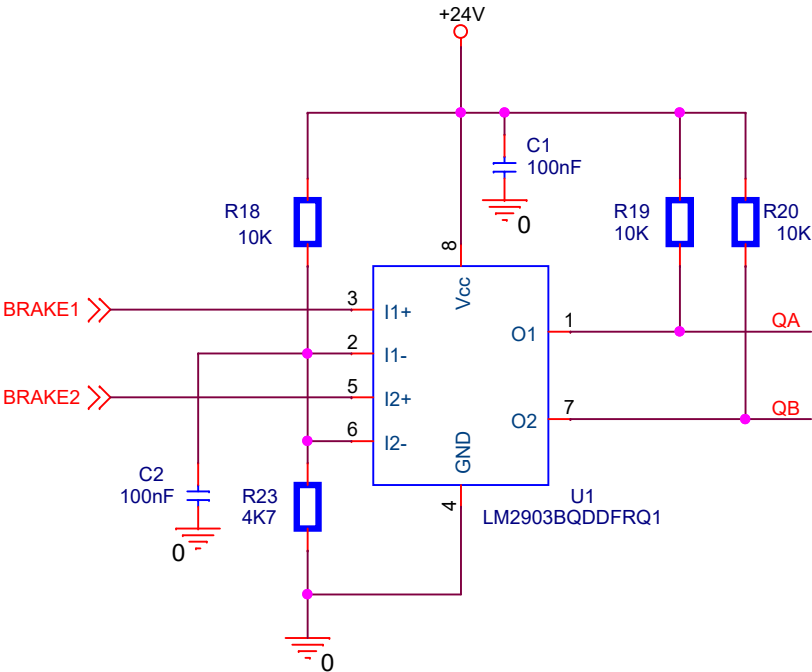 +24V
C1
100nF
0
R18
10K
R19
10K
R20
10K
8
Vcc
BRAKE1
3
I1+
2
I1-
BRAKE2
5
I2+
6
I2-
O1
1
QA
O2
7
QB
GND
4
C2
100nF
0
R23
4K7
U1
LM2903BQDDFRQ1
0